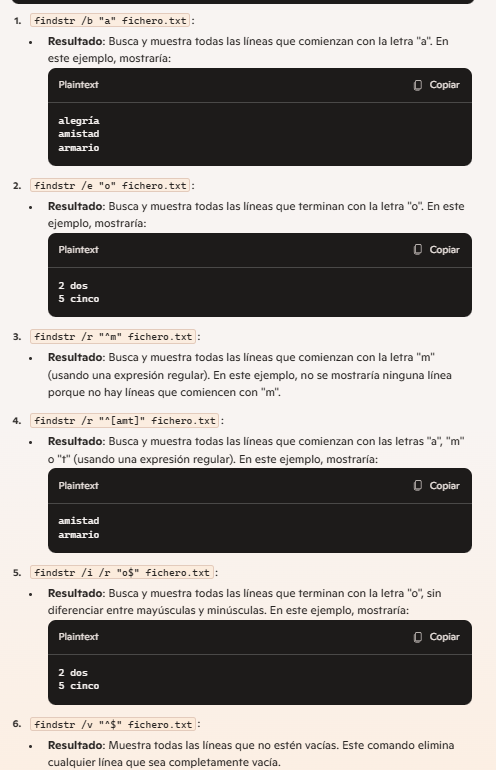 1. findstr /b "a" fichero.txt :
• Resultado: Busca y muestra todas las líneas que comienzan con la letra "a". En
este ejemplo, mostraría:
Plaintext Copiar
alegría
amistad
armario
2. findstr /e "o" fichero.txt :
• Resultado: Busca y muestra todas las líneas que terminan con la letra "o". En este
ejemplo, mostraría:
Plaintext Copiar
2 dos
5 cinco
3. findstr /r "^m" fichero.txt :
• Resultado: Busca y muestra todas las líneas que comienzan con la letra "m"
(usando una expresión regular). En este ejemplo, no se mostraría ninguna línea
porque no hay líneas que comiencen con "m".
4. findstr /r "^[amt]" fichero.txt :
• Resultado: Busca y muestra todas las líneas que comienzan con las letras "a", "m"
o "t" (usando una expresión regular). En este ejemplo, mostraría:
Plaintext Copiar
amistad
armario
5. findstr /i /r "o$" fichero.txt :
• Resultado: Busca y muestra todas las líneas que terminan con la letra "o", sin
diferenciar entre mayúsculas y minúsculas. En este ejemplo, mostraría:
Plaintext Copiar
2 dos
5 cinco
6. findstr /v "^$" fichero.txt :
• Resultado: Muestra todas las líneas que no estén vacías. Este comando elimina
cualquier línea que sea completamente vacía.